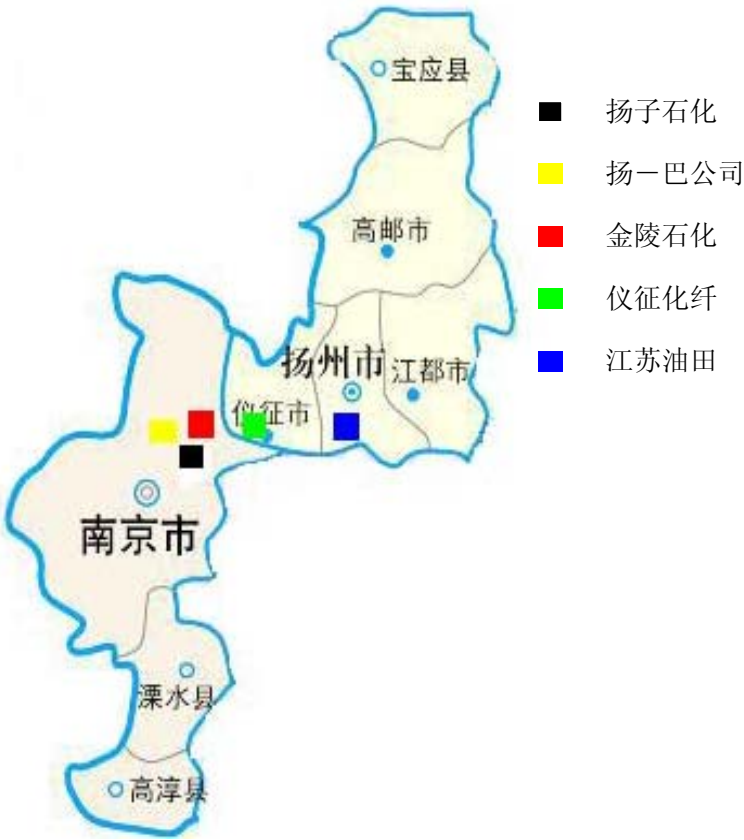 宝应县
扬子石化
扬－巴公司
高邮市
金陵石化
仪征化纤
扬州市
江都市
江苏油田
仪征市
南京市
溧水县
高淳县